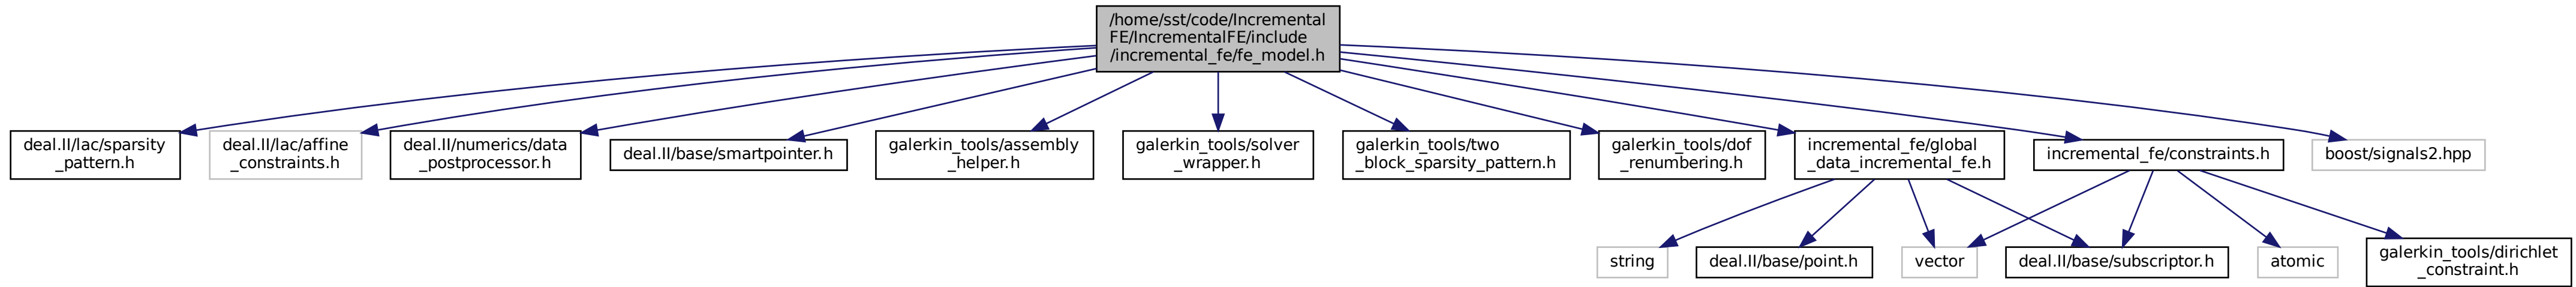 /home/sst/code/Incremental
FE/IncrementalFE/include
/incremental_fe/fe_model.h
deal.II/lac/sparsity
_pattern.h
deal.II/lac/affine
_constraints.h
deal.II/numerics/data
_postprocessor.h
deal.II/base/smartpointer.h
galerkin_tools/assembly
_helper.h
galerkin_tools/solver
_wrapper.h
galerkin_tools/two
_block_sparsity_pattern.h
galerkin_tools/dof
_renumbering.h
incremental_fe/global
_data_incremental_fe.h
incremental_fe/constraints.h
boost/signals2.hpp
string
deal.II/base/point.h
vector
deal.II/base/subscriptor.h
atomic
galerkin_tools/dirichlet
_constraint.h